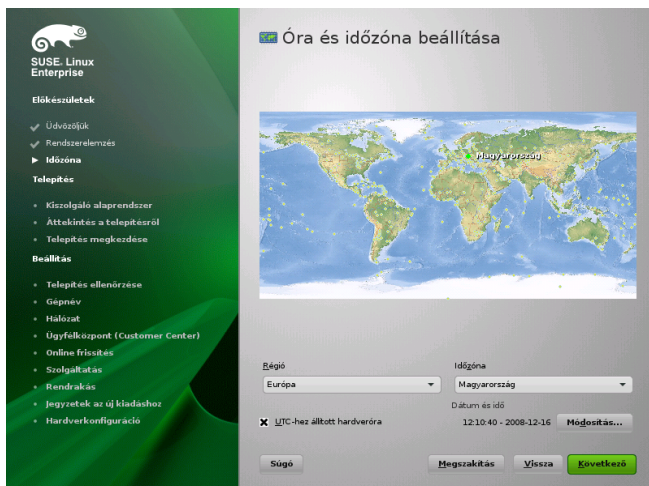 SUSE. Linux
Enterprise
Előkészületek
Üdvözöljük
Rendszerelemzés
Időzóna
Telepítés
Kiszolgáló alaprendszer
Áttekintés a telepítésről
Telepítés megkezdése
Beállítás
Telepítés ellenőrzése
Gépnév
Hálózat
Ügyfélközpont (Customer Center)
Online frissítés
Szolgáltatás
Rendrakás
Jegyzetek az új kiadáshoz
Hardverkonfiguráció
Óra és időzóna beállítása
Magyarország
Régió
Időzóna
Európa
Magyarország
Dátum és idő
UTC-hez állított hardveróra
12:10:40 - 2008-12-16
Módosítás...
Súgó
Megszakítás
Vissza
Következő